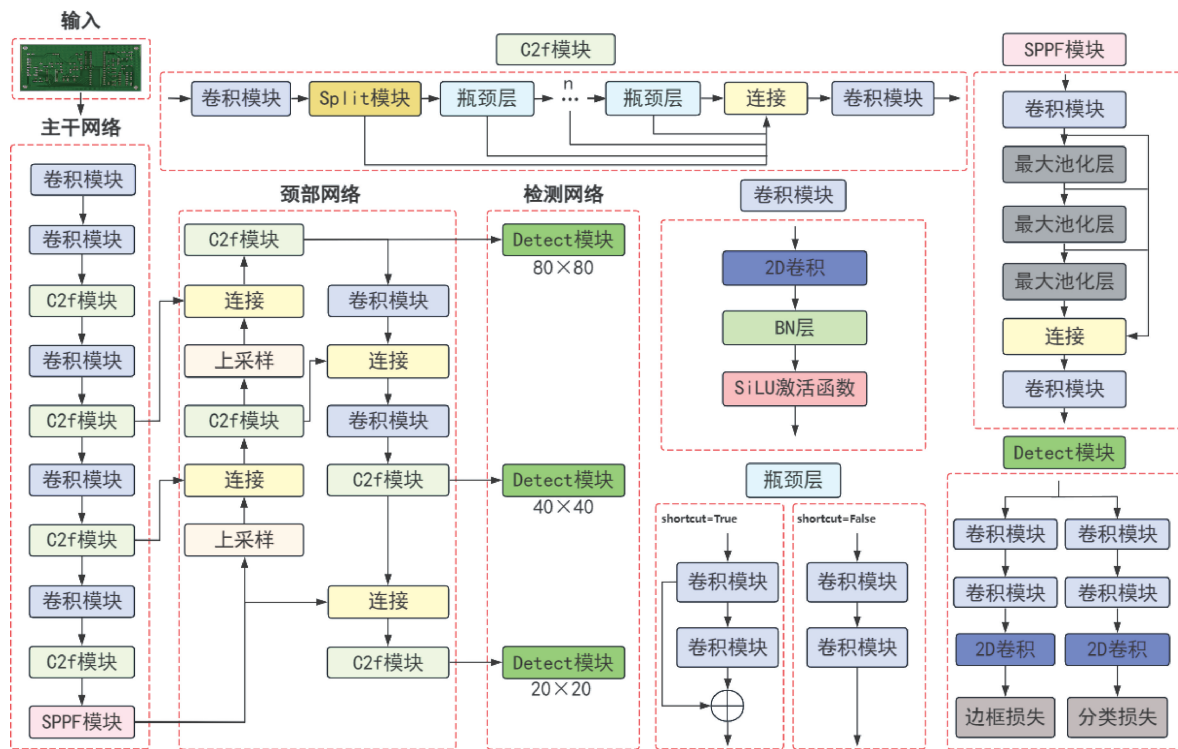 输入
主干网络
卷积模块
卷积模块
C2f模块
卷积模块
C2f模块
卷积模块
C2f模块
卷积模块
C2f模块
SPPF模块
C2f模块
卷积模块
Split模块
瓶颈层
n
...
瓶颈层
连接
卷积模块
颈部网络
C2f模块
连接
上采样
C2f模块
连接
上采样
卷积模块
连接
卷积模块
C2f模块
连接
C2f模块
检测网络
Detect模块
80×80
Detect模块
40×40
Detect模块
20×20
卷积模块
2D卷积
BN层
SiLU激活函数
瓶颈层
shortcut=True
卷积模块
卷积模块
shortcut=False
卷积模块
卷积模块
SPPF模块
卷积模块
最大池化层
最大池化层
最大池化层
连接
卷积模块
Detect模块
卷积模块
卷积模块
2D卷积
边框损失
卷积模块
卷积模块
2D卷积
分类损失